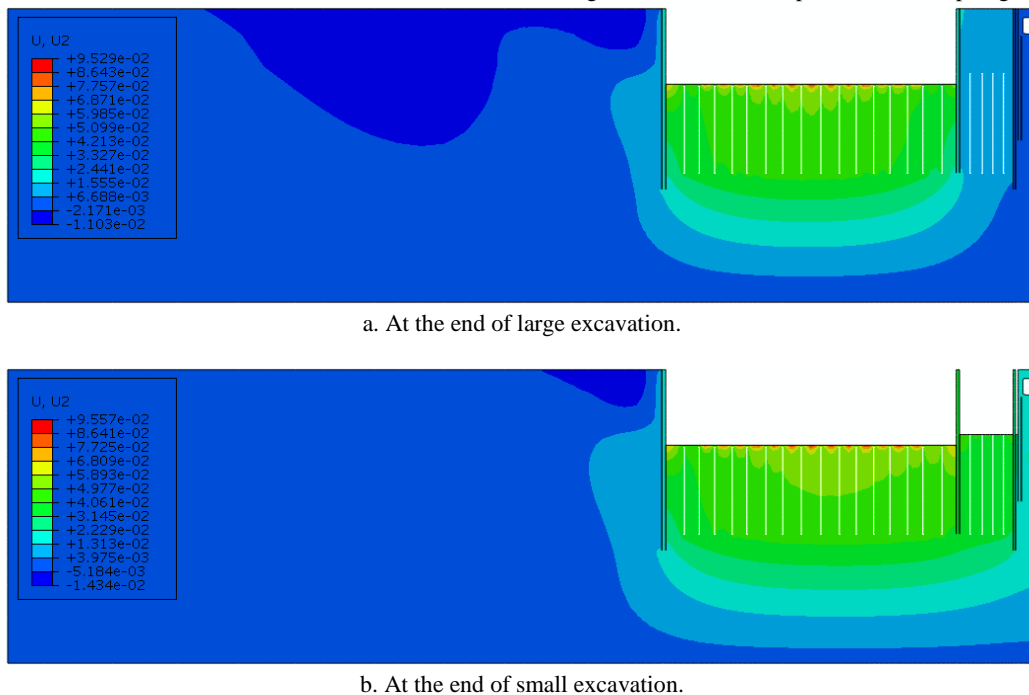 U, U2
+9.529e-02
+8.643e-02
+7.757e-02
+6.871e-02
+5.985e-02
+5.099e-02
+4.213e-02
+3.327e-02
+2.441e-02
+1.555e-02
+6.688e-03
-2.171e-03
-1.103e-02
a. At the end of large excavation.
U, U2
+9.557e-02
+8.641e-02
+7.725e-02
+6.809e-02
+5.893e-02
+4.977e-02
+4.061e-02
+3.145e-02
+2.229e-02
+1.313e-02
+3.975e-03
-5.184e-03
-1.434e-02
b. At the end of small excavation.